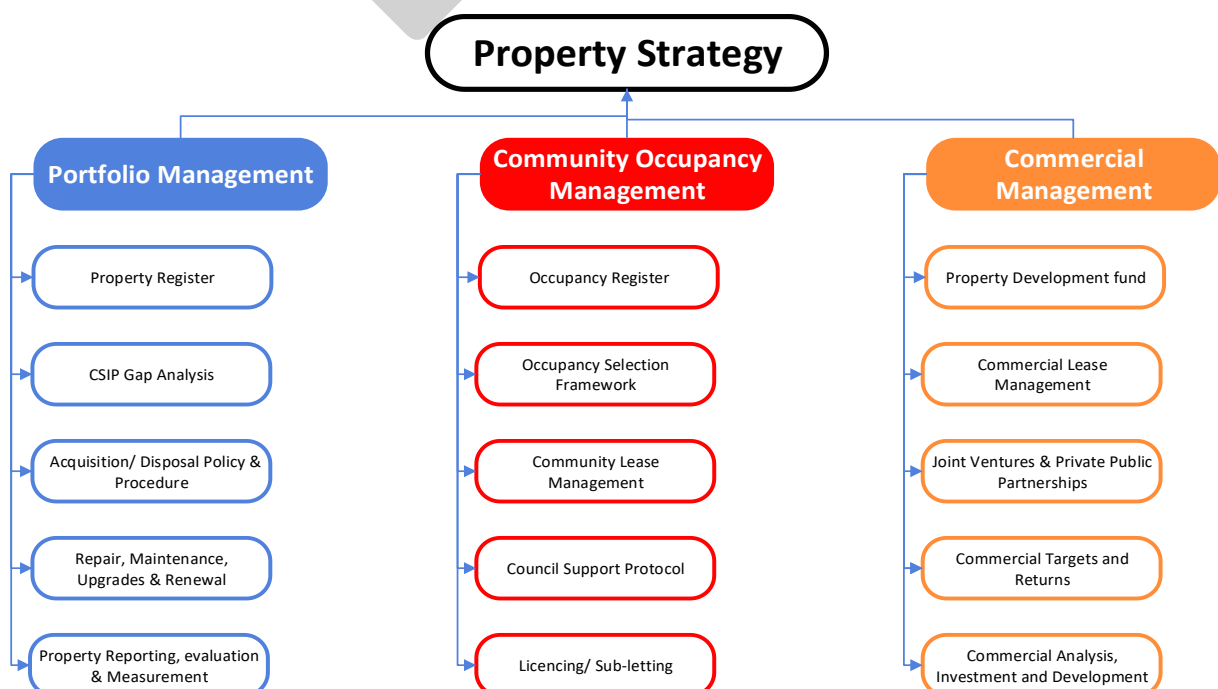 Property Strategy
Portfolio Management
Property Register
CSIP Gap Analysis
Acquisition/ Disposal Policy &
Procedure
Repair, Maintenance,
Upgrades & Renewal
Property Reporting, evaluation
& Measurement
Community Occupancy
Management
Occupancy Register
Occupancy Selection
Framework
Community Lease
Management
Council Support Protocol
Licencing/ Sub-letting
Commercial
Management
Property Development fund
Commercial Lease
Management
Joint Ventures & Private Public
Partnerships
Commercial Targets and
Returns
Commercial Analysis,
Investment and Development